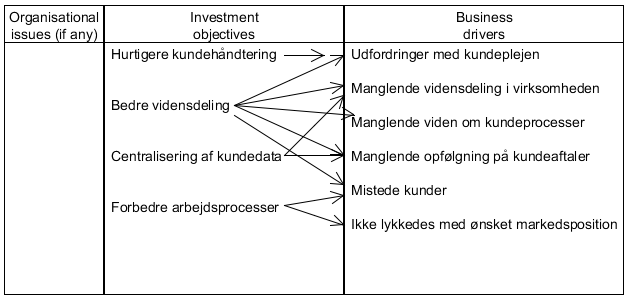 Organisational
issues (if any)
Investment
objectives
Business
drivers
Hurtigere kundehåndtering
Bedre vidensdeling
Centralisering af kundedata
Forbedre arbejdsprocesser
Udfordringer med kundeplejen
Manglende vidensdeling i virksomheden
Manglende viden om kundeprocesser
Manglende opfølgning på kundeaftaler
Mistede kunder
Ikke lykkedes med ønsket markedsposition